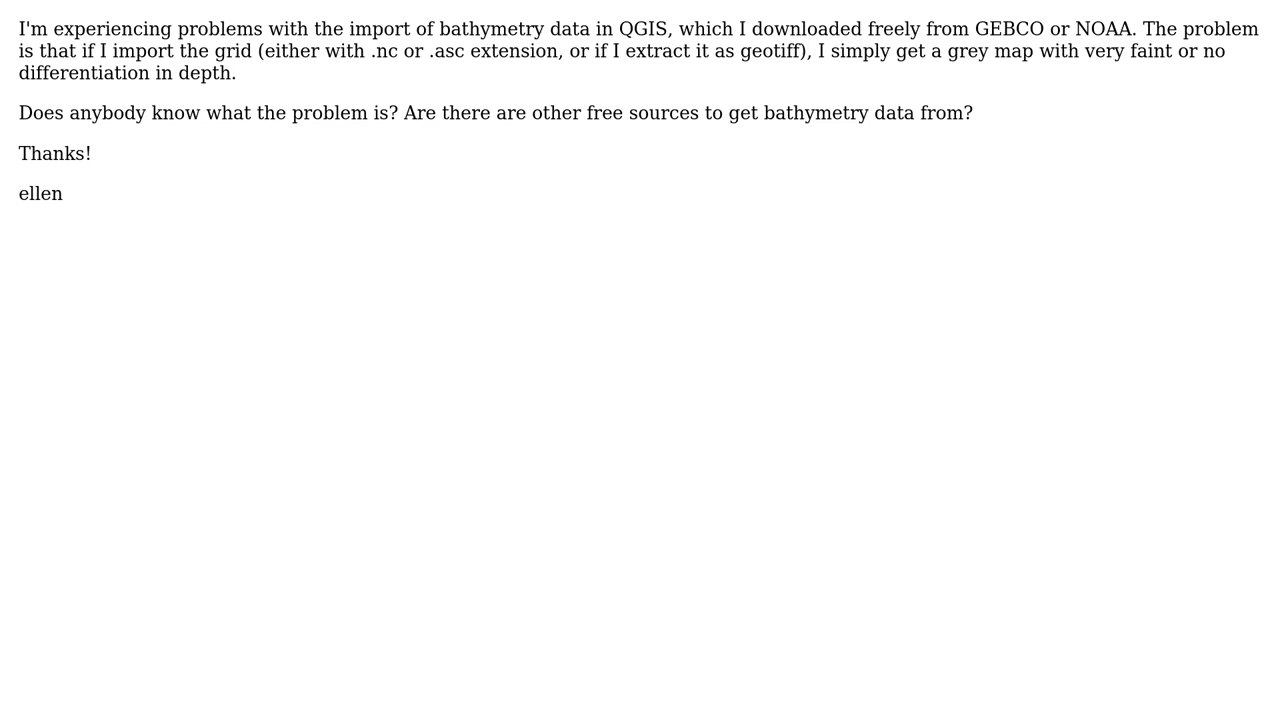 I'm experiencing problems with the import of bathymetry data in QGIS, which I downloaded freely from GEBCO or NOAA. The problem
is that if I import the grid (either with .nc or .asc extension, or if I extract it as geotiff), I simply get a grey map with very faint or no
differentiation in depth.
Does anybody know what the problem is? Are there are other free sources to get bathymetry data from?
Thanks!
ellen